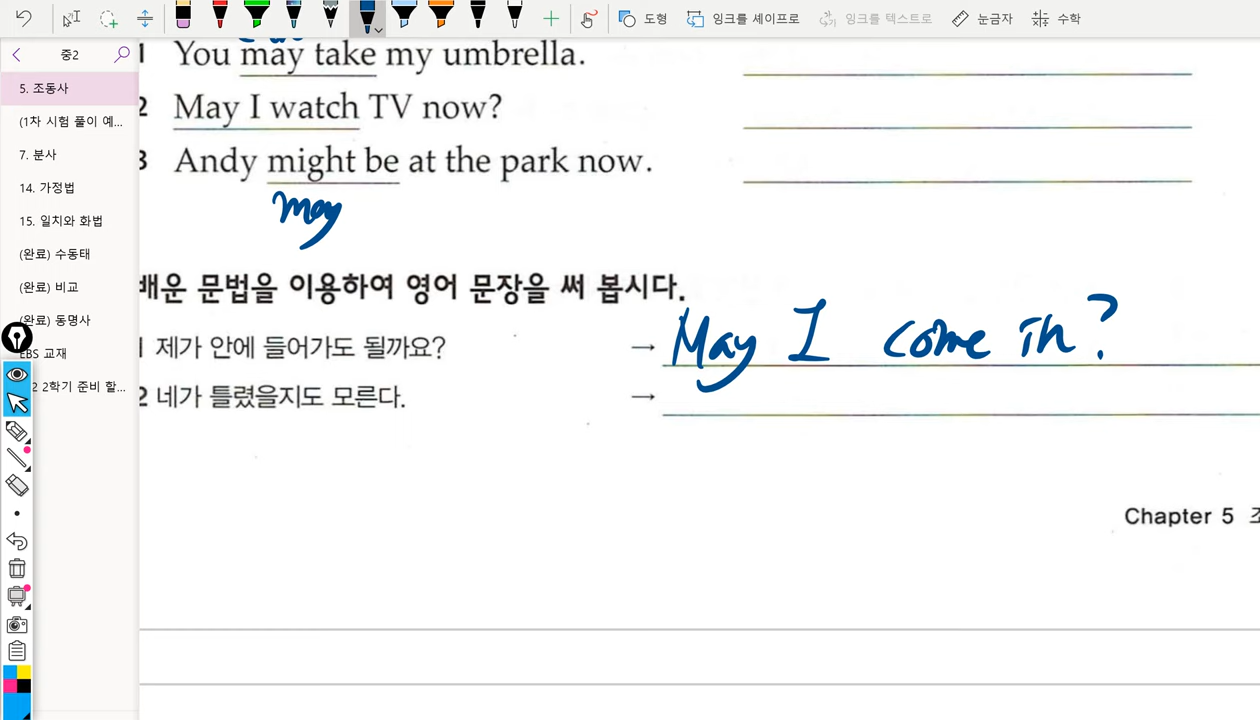 도형 잉크를 셰이프로 잉크를 텍스트로 눈금자 수학
중2
5. 조동사
(1차 시험 풀이 예...
7. 분사
14. 가정법
15. 일치와 화법
(완료) 수동태
(완료) 비교
(완료) 동명사
EBS 교재
2 2학기 준비 할...
1 You may take my umbrella.
2 May I watch TV now?
3 Andy might be at the park now.
may
배운 문법을 이용하여 영어 문장을 써 봅시다.
1 제가 안에 들어가도 될까요? → May I come in?
2 네가 틀렸을지도 모른다. →
Chapter 5